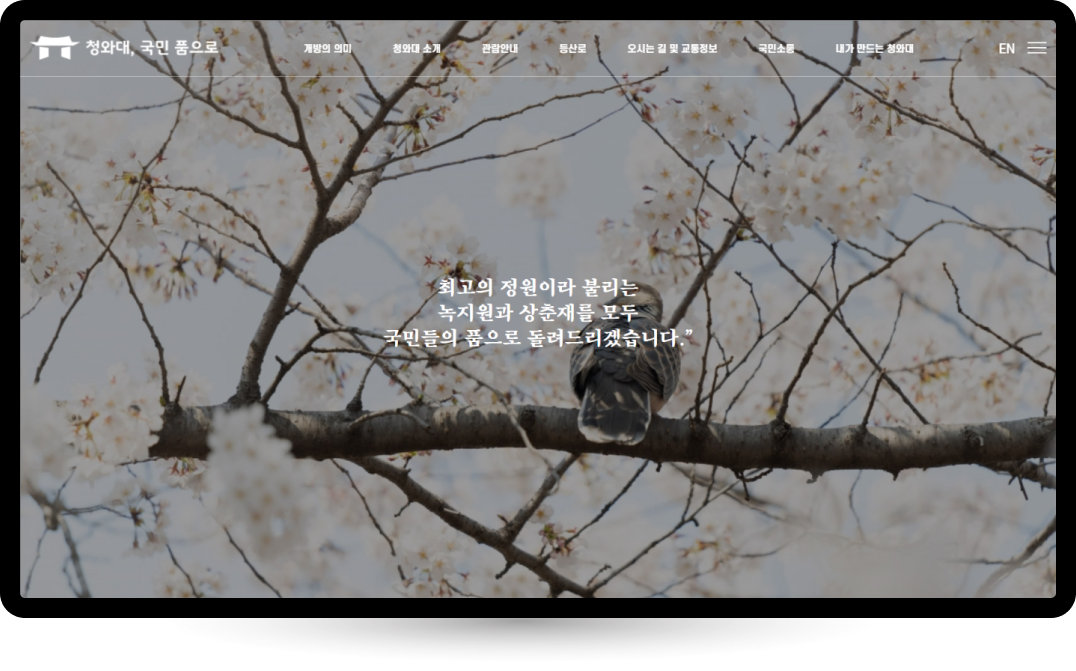 청와대, 국민 품으로
개방의 의미 청와대 소개 관람안내 등산로 오시는 길 및 교통정보 국민소통 내가 만드는 청와대 EN
최고의 정원이라 불리는
녹지원과 상춘재를 모두
국민들의 품으로 돌려드리겠습니다.”